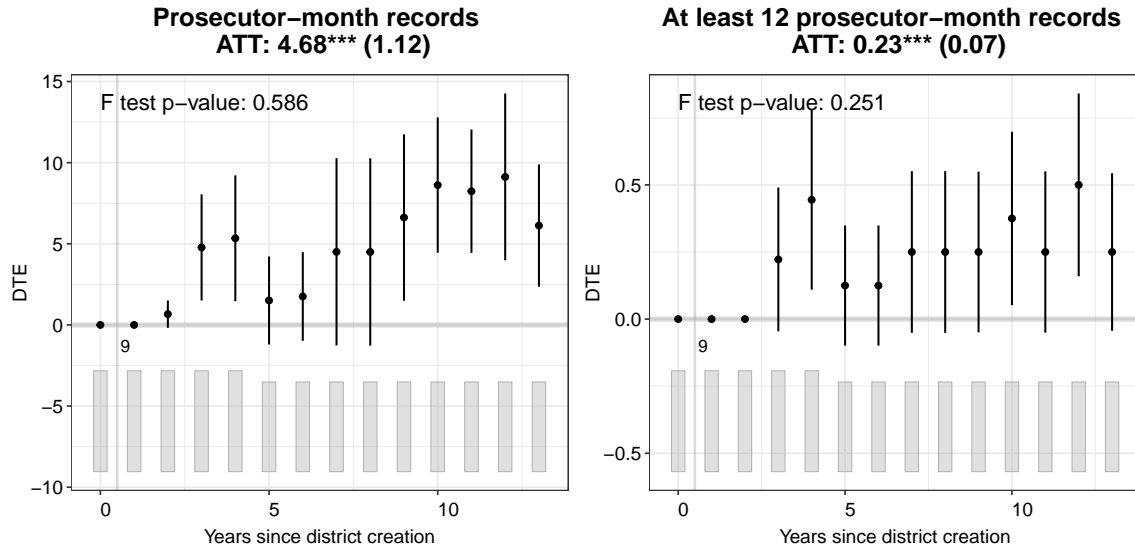 Prosecutor−month records
ATT: 4.68*** (1.12)
F test p−value: 0.586
15
10
5
0
−5
−10
DTE
9
0
5
10
Years since district creation
At least 12 prosecutor−month records
ATT: 0.23*** (0.07)
F test p−value: 0.251
0.5
0.0
−0.5
DTE
9
0
5
10
Years since district creation